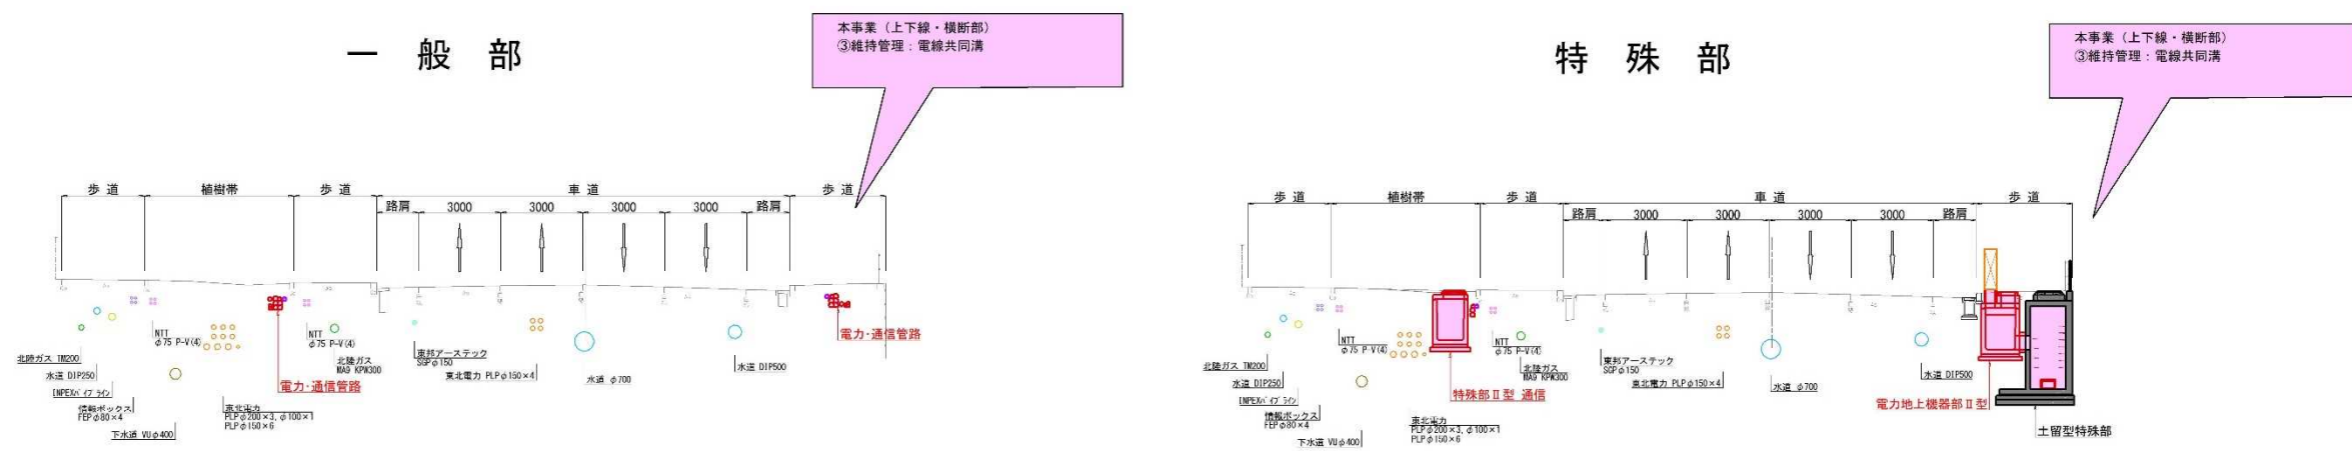 一 般 部
本事業（上下線・横断部）
③維持管理：電線共同溝
歩 道
植樹帯
歩 道
車 道
歩 道
路肩
3000
3000
3000
3000
路肩
NTT
φ75 P-V(4)
NTT
φ75 P-V(4)
北陸ガス TM200
水道 DIP250
INPEXパイプライン
情報ボックス
FEPφ80×4
下水道 VUφ400
東北電力
PLPφ200×3, φ100×1
PLPφ150×6
電力・通信管路
北陸ガス
MA9 KPM300
東邦アーステック
SGPφ150
東北電力 PLPφ150×4
水道 φ700
水道 DIP500
電力・通信管路
特 殊 部
本事業（上下線・横断部）
③維持管理：電線共同溝
歩 道
植樹帯
歩 道
車 道
歩 道
路肩
3000
3000
3000
3000
路肩
NTT
φ75 P-V(4)
NTT
φ75 P-V(4)
北陸ガス TM200
水道 DIP250
INPEXパイプライン
情報ボックス
FEPφ80×4
下水道 VUφ400
東北電力
PLPφ200×3, φ100×1
PLPφ150×6
特殊部Ⅱ型 通信
北陸ガス
MA9 KPM300
東邦アーステック
SGPφ150
東北電力 PLPφ150×4
水道 φ700
水道 DIP500
電力地上機器部Ⅱ型
土留型特殊部